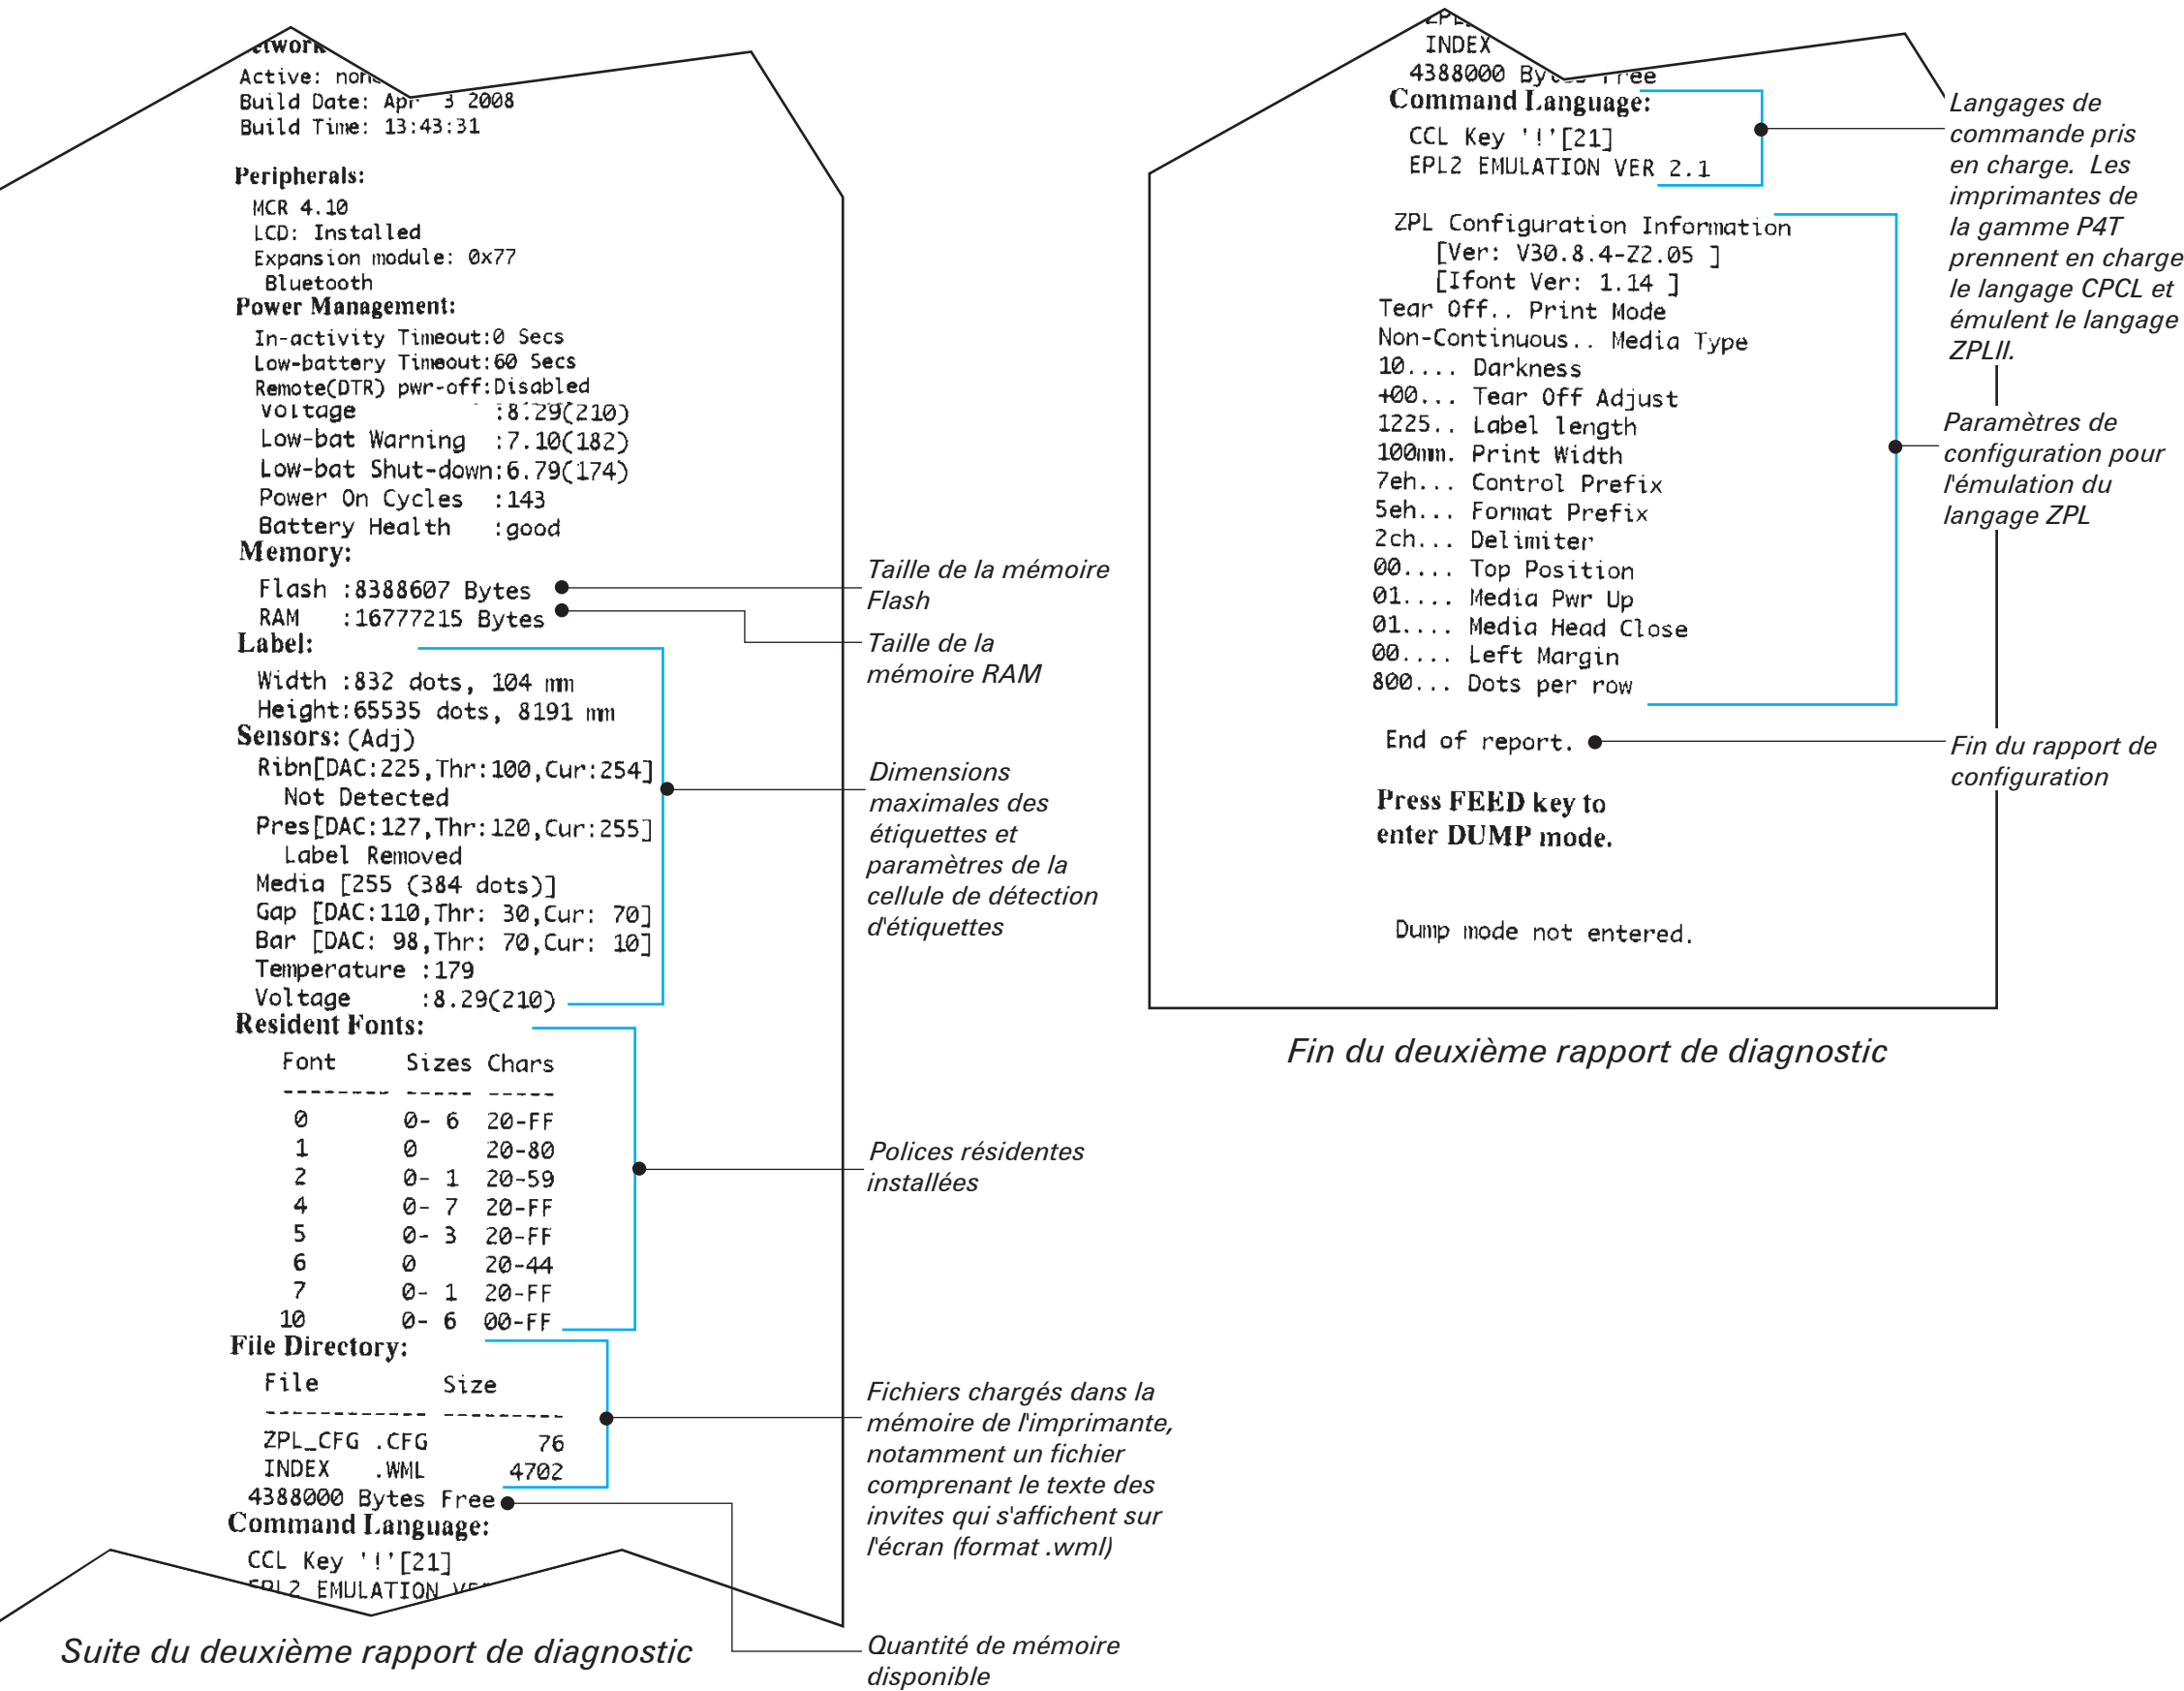 Active: none
Build Date: Apr 3 2008
Build Time: 13:43:31
Peripherals:
MCR 4.10
LCD: Installed
Expansion module: 0x77
Bluetooth
Power Management:
In-activity Timeout:0 Secs
Low-battery Timeout:60 Secs
Remote(DTR) pwr-off:Disabled
Voltage :8.29(210)
Low-bat Warning :7.10(182)
Low-bat Shut-down:6.79(174)
Power On Cycles :143
Battery Health :good
Memory:
Flash :8388607 Bytes
RAM :16777215 Bytes
Label:
Width :832 dots, 104 mm
Height:65535 dots, 8191 mm
Sensors: (Adj)
Ribn[DAC:225,Thr:100,Cur:254]
Not Detected
Pres[DAC:127,Thr:120,Cur:255]
Label Removed
Media [255 (384 dots)]
Gap [DAC:110,Thr: 30,Cur: 70]
Bar [DAC: 98,Thr: 70,Cur: 10]
Temperature :179
Voltage :8.29(210)
Resident Fonts:
Font Sizes Chars
-------- ----- -----
0 0- 6 20-FF
1 0 20-80
2 0- 1 20-59
4 0- 7 20-FF
5 0- 3 20-FF
6 0 20-44
7 0- 1 20-FF
10 0- 6 00-FF
File Directory:
File Size
------------ ---------
ZPL_CFG .CFG 76
INDEX .WML 4702
4388000 Bytes Free
Command Language:
CCL Key '!'[21]
EPL2 EMULATION
Suite du deuxième rapport de diagnostic
Taille de la mémoire
Flash
Taille de la
mémoire RAM
Dimensions
maximales des
étiquettes et
paramètres de la
cellule de détection
d'étiquettes
Polices résidentes
installées
Fichiers chargés dans la
mémoire de l'imprimante,
notamment un fichier
comprenant le texte des
invites qui s'affichent sur
l'écran (format .wml)
Quantité de mémoire
disponible
INDEX
4388000 Bytes Free
Command Language:
CCL Key '!'[21]
EPL2 EMULATION VER 2.1
ZPL Configuration Information
[Ver: V30.8.4-Z2.05 ]
[Ifont Ver: 1.14 ]
Tear Off.. Print Mode
Non-Continuous.. Media Type
10.... Darkness
+00... Tear Off Adjust
1225.. Label length
100mm. Print Width
7eh... Control Prefix
5eh... Format Prefix
2ch... Delimiter
00.... Top Position
01.... Media Pwr Up
01.... Media Head Close
00.... Left Margin
800... Dots per row
End of report.
Press FEED key to
enter DUMP mode.
Dump mode not entered.
Fin du deuxième rapport de diagnostic
Langages de
commande pris
en charge. Les
imprimantes de
la gamme P4T
prennent en charge
le langage CPCL et
émulent le langage
ZPLII.
Paramètres de
configuration pour
l'émulation du
langage ZPL
Fin du rapport de
configuration